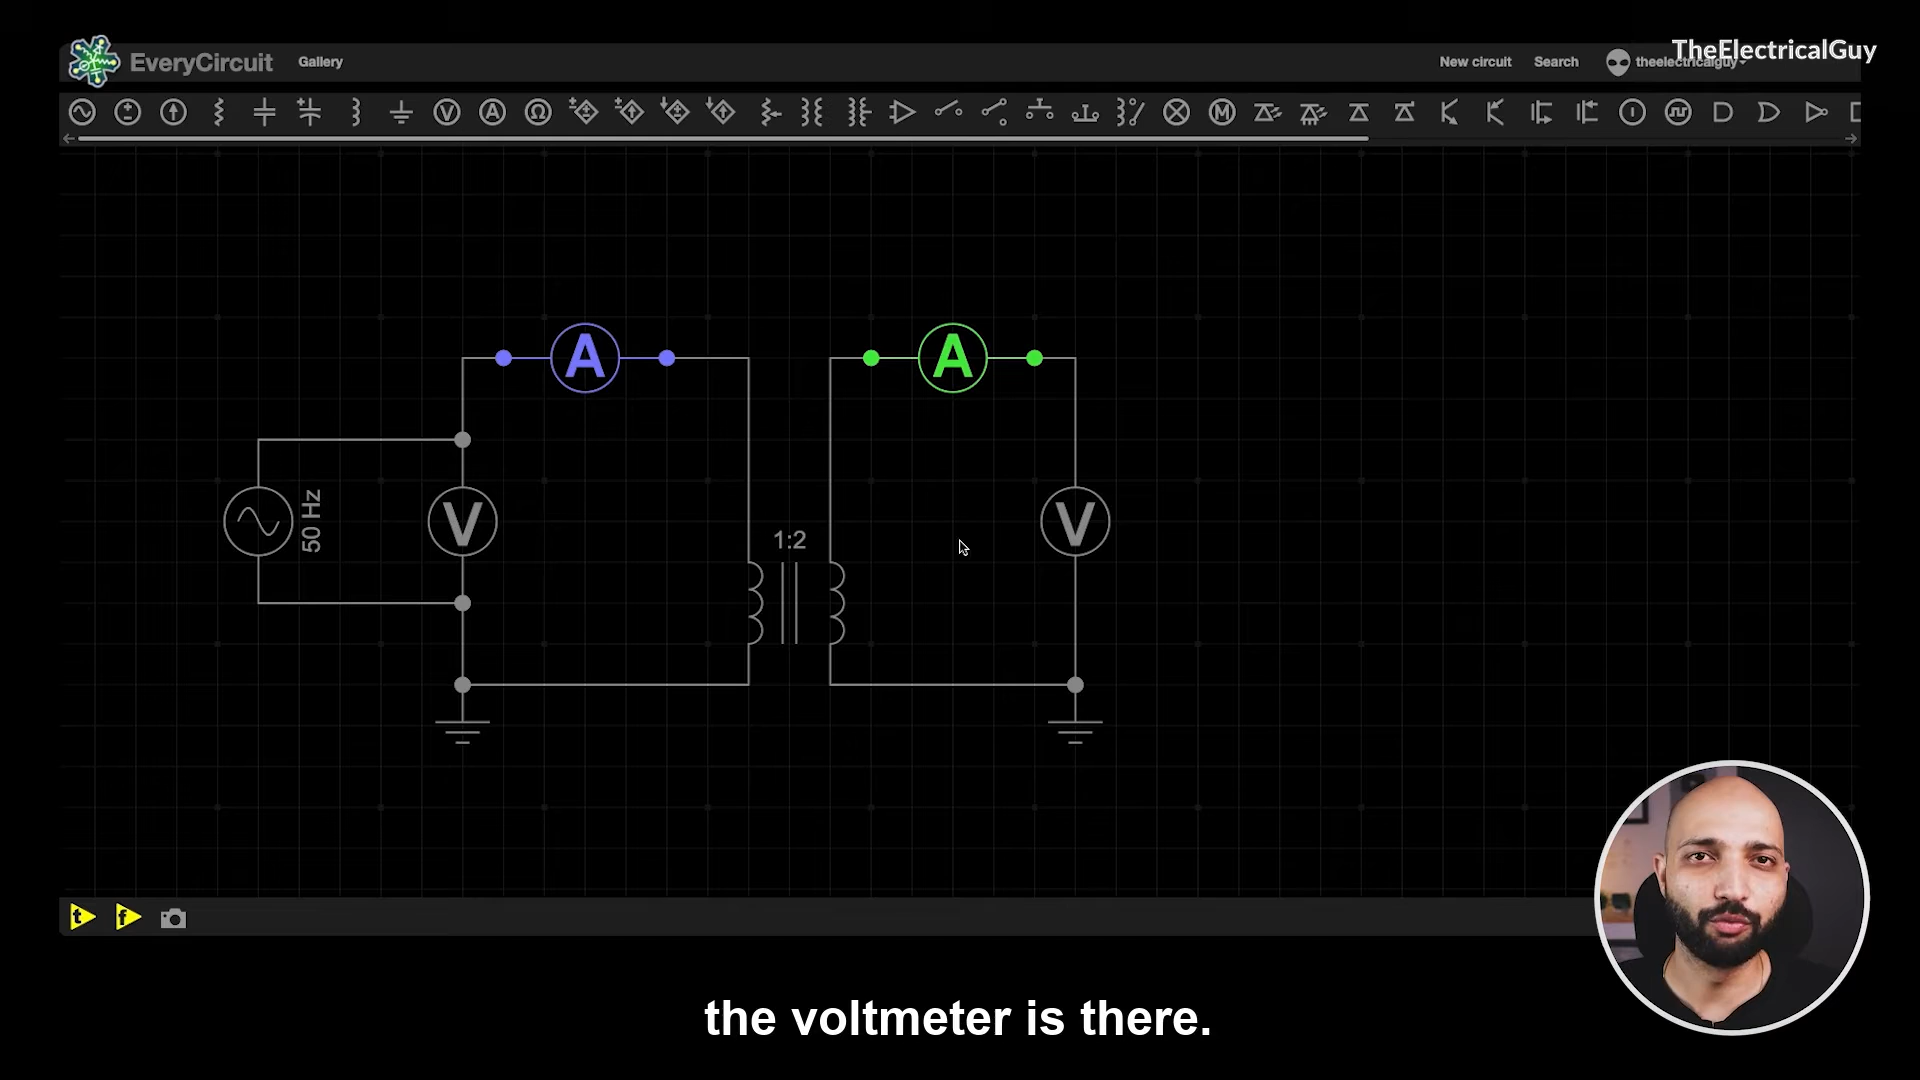 TheElectricalGuy
EveryCircuit
Gallery
New circuit
Search
theelectricalguy
V
A
Ω
M
A
A
50 Hz
V
1:2
V
t
f
the voltmeter is there.